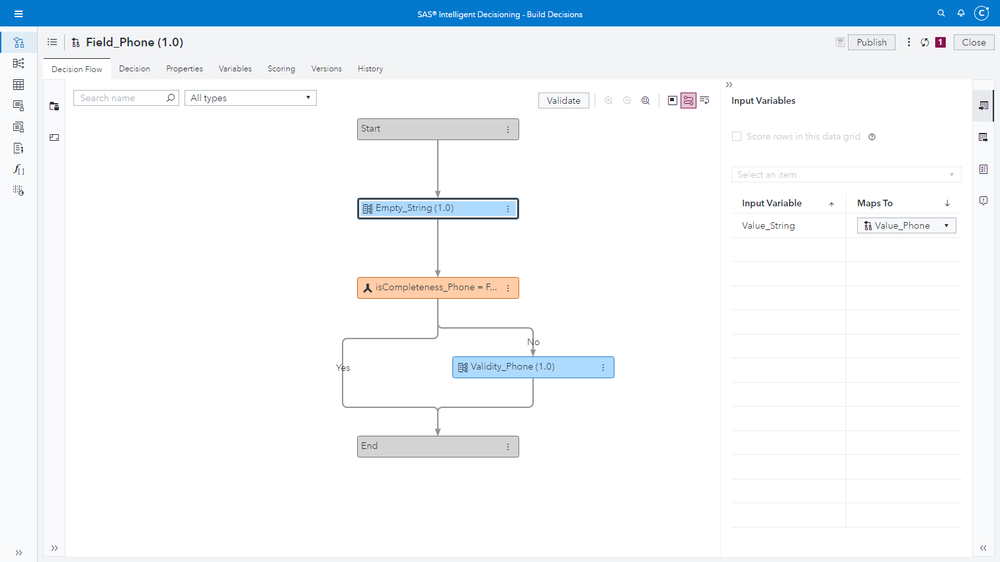 SAS® Intelligent Decisioning - Build Decisions
C
Field_Phone (1.0)
Publish
1
Close
Decision Flow
Decision
Properties
Variables
Scoring
Versions
History
Search name
All types
Validate
Start
Empty_String (1.0)
isCompleteness_Phone = F...
No
Yes
Validity_Phone (1.0)
End
Input Variables
Score rows in this data grid
Select an item
Input Variable
Maps To
Value_String
Value_Phone